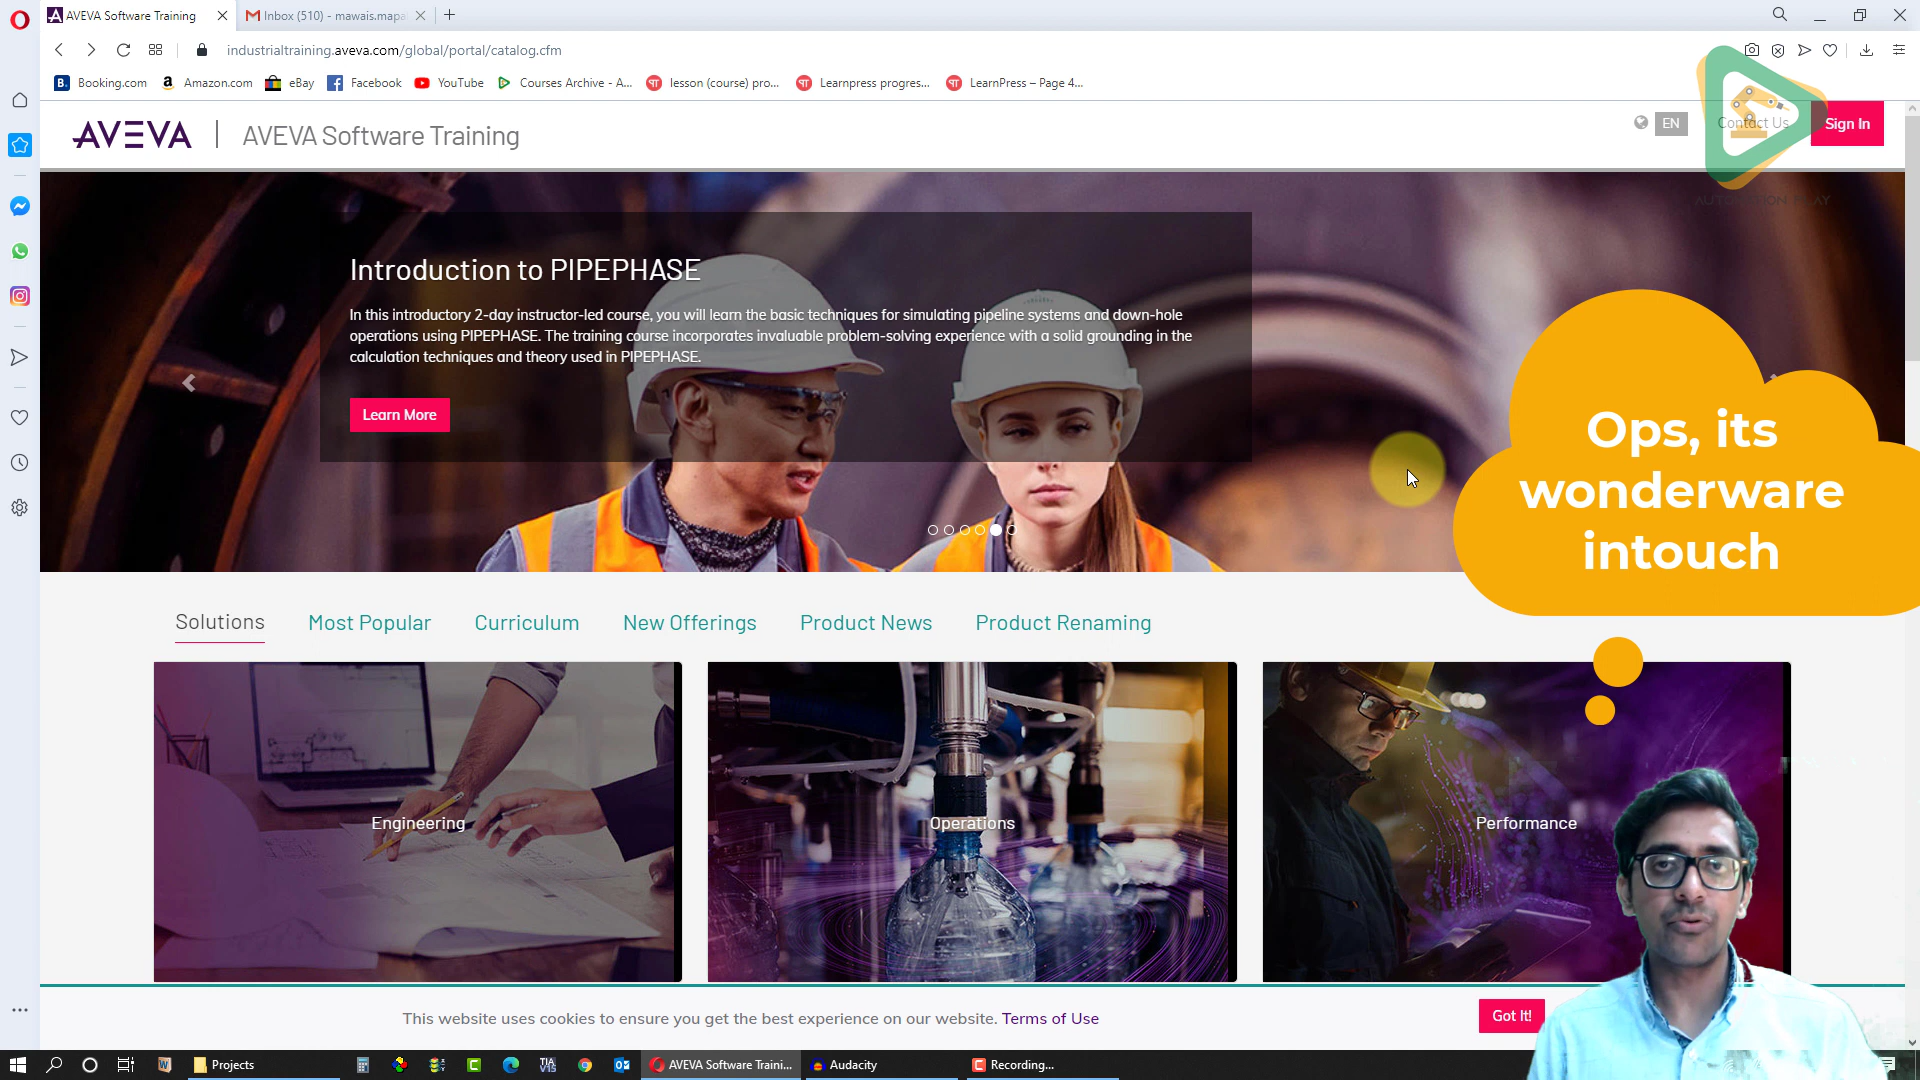 AVEVA Software Training
Inbox (510) - mawais.mapa
industrialtraining.aveva.com/global/portal/catalog.cfm
Booking.com
Amazon.com
eBay
Facebook
YouTube
Courses Archive - A...
lesson (course) pro...
Learnpress progres...
LearnPress – Page 4...
AVEVA
AVEVA Software Training
EN
Contact Us
Sign In
AUTOMATION PLAY
Introduction to PIPEPHASE
In this introductory 2-day instructor-led course, you will learn the basic techniques for simulating pipeline systems and down-hole
operations using PIPEPHASE. The training course incorporates invaluable problem-solving experience with a solid grounding in the
calculation techniques and theory used in PIPEPHASE.
Learn More
Ops, its
wonderware
intouch
Solutions
Most Popular
Curriculum
New Offerings
Product News
Product Renaming
Engineering
Operations
Performance
This website uses cookies to ensure you get the best experience on our website. Terms of Use
Got It!
Projects
AVEVA Software Traini...
Audacity
Recording...